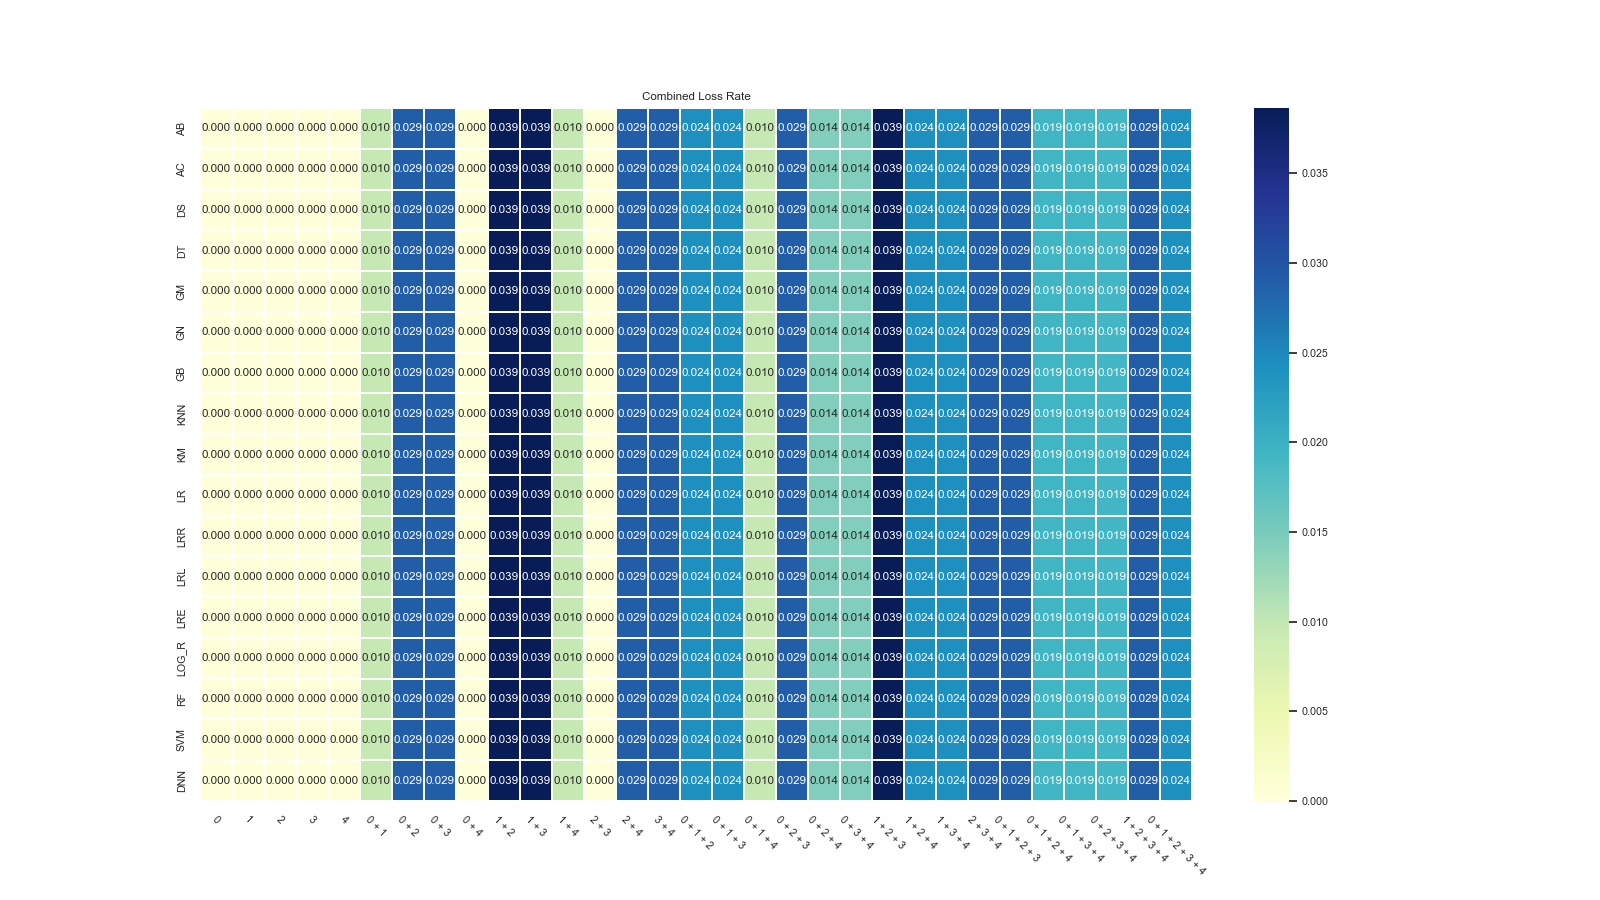 Combined Loss Rate
AB 0.000 0.000 0.000 0.000 0.000 0.010 0.029 0.029 0.000 0.039 0.039 0.010 0.000 0.029 0.029 0.024 0.024 0.010 0.029 0.014 0.014 0.039 0.024 0.024 0.029 0.029 0.019 0.019 0.019 0.029 0.024
AC 0.000 0.000 0.000 0.000 0.000 0.010 0.029 0.029 0.000 0.039 0.039 0.010 0.000 0.029 0.029 0.024 0.024 0.010 0.029 0.014 0.014 0.039 0.024 0.024 0.029 0.029 0.019 0.019 0.019 0.029 0.024
DS 0.000 0.000 0.000 0.000 0.000 0.010 0.029 0.029 0.000 0.039 0.039 0.010 0.000 0.029 0.029 0.024 0.024 0.010 0.029 0.014 0.014 0.039 0.024 0.024 0.029 0.029 0.019 0.019 0.019 0.029 0.024
DT 0.000 0.000 0.000 0.000 0.000 0.010 0.029 0.029 0.000 0.039 0.039 0.010 0.000 0.029 0.029 0.024 0.024 0.010 0.029 0.014 0.014 0.039 0.024 0.024 0.029 0.029 0.019 0.019 0.019 0.029 0.024
GM 0.000 0.000 0.000 0.000 0.000 0.010 0.029 0.029 0.000 0.039 0.039 0.010 0.000 0.029 0.029 0.024 0.024 0.010 0.029 0.014 0.014 0.039 0.024 0.024 0.029 0.029 0.019 0.019 0.019 0.029 0.024
GN 0.000 0.000 0.000 0.000 0.000 0.010 0.029 0.029 0.000 0.039 0.039 0.010 0.000 0.029 0.029 0.024 0.024 0.010 0.029 0.014 0.014 0.039 0.024 0.024 0.029 0.029 0.019 0.019 0.019 0.029 0.024
GB 0.000 0.000 0.000 0.000 0.000 0.010 0.029 0.029 0.000 0.039 0.039 0.010 0.000 0.029 0.029 0.024 0.024 0.010 0.029 0.014 0.014 0.039 0.024 0.024 0.029 0.029 0.019 0.019 0.019 0.029 0.024
KNN 0.000 0.000 0.000 0.000 0.000 0.010 0.029 0.029 0.000 0.039 0.039 0.010 0.000 0.029 0.029 0.024 0.024 0.010 0.029 0.014 0.014 0.039 0.024 0.024 0.029 0.029 0.019 0.019 0.019 0.029 0.024
KM 0.000 0.000 0.000 0.000 0.000 0.010 0.029 0.029 0.000 0.039 0.039 0.010 0.000 0.029 0.029 0.024 0.024 0.010 0.029 0.014 0.014 0.039 0.024 0.024 0.029 0.029 0.019 0.019 0.019 0.029 0.024
LR 0.000 0.000 0.000 0.000 0.000 0.010 0.029 0.029 0.000 0.039 0.039 0.010 0.000 0.029 0.029 0.024 0.024 0.010 0.029 0.014 0.014 0.039 0.024 0.024 0.029 0.029 0.019 0.019 0.019 0.029 0.024
LRR 0.000 0.000 0.000 0.000 0.000 0.010 0.029 0.029 0.000 0.039 0.039 0.010 0.000 0.029 0.029 0.024 0.024 0.010 0.029 0.014 0.014 0.039 0.024 0.024 0.029 0.029 0.019 0.019 0.019 0.029 0.024
LRL 0.000 0.000 0.000 0.000 0.000 0.010 0.029 0.029 0.000 0.039 0.039 0.010 0.000 0.029 0.029 0.024 0.024 0.010 0.029 0.014 0.014 0.039 0.024 0.024 0.029 0.029 0.019 0.019 0.019 0.029 0.024
LRE 0.000 0.000 0.000 0.000 0.000 0.010 0.029 0.029 0.000 0.039 0.039 0.010 0.000 0.029 0.029 0.024 0.024 0.010 0.029 0.014 0.014 0.039 0.024 0.024 0.029 0.029 0.019 0.019 0.019 0.029 0.024
LOG_R 0.000 0.000 0.000 0.000 0.000 0.010 0.029 0.029 0.000 0.039 0.039 0.010 0.000 0.029 0.029 0.024 0.024 0.010 0.029 0.014 0.014 0.039 0.024 0.024 0.029 0.029 0.019 0.019 0.019 0.029 0.024
RF 0.000 0.000 0.000 0.000 0.000 0.010 0.029 0.029 0.000 0.039 0.039 0.010 0.000 0.029 0.029 0.024 0.024 0.010 0.029 0.014 0.014 0.039 0.024 0.024 0.029 0.029 0.019 0.019 0.019 0.029 0.024
SVM 0.000 0.000 0.000 0.000 0.000 0.010 0.029 0.029 0.000 0.039 0.039 0.010 0.000 0.029 0.029 0.024 0.024 0.010 0.029 0.014 0.014 0.039 0.024 0.024 0.029 0.029 0.019 0.019 0.019 0.029 0.024
DNN 0.000 0.000 0.000 0.000 0.000 0.010 0.029 0.029 0.000 0.039 0.039 0.010 0.000 0.029 0.029 0.024 0.024 0.010 0.029 0.014 0.014 0.039 0.024 0.024 0.029 0.029 0.019 0.019 0.019 0.029 0.024
0
1
2
3
4
0 + 1
0 + 2
0 + 3
0 + 4
1 + 2
1 + 3
1 + 4
2 + 3
2 + 4
3 + 4
0 + 1 + 2
0 + 1 + 3
0 + 1 + 4
0 + 2 + 3
0 + 2 + 4
0 + 3 + 4
1 + 2 + 3
1 + 2 + 4
1 + 3 + 4
2 + 3 + 4
0 + 1 + 2 + 3
0 + 1 + 2 + 4
0 + 1 + 3 + 4
0 + 2 + 3 + 4
1 + 2 + 3 + 4
0 + 1 + 2 + 3 + 4
0.035
0.030
0.025
0.020
0.015
0.010
0.005
0.000